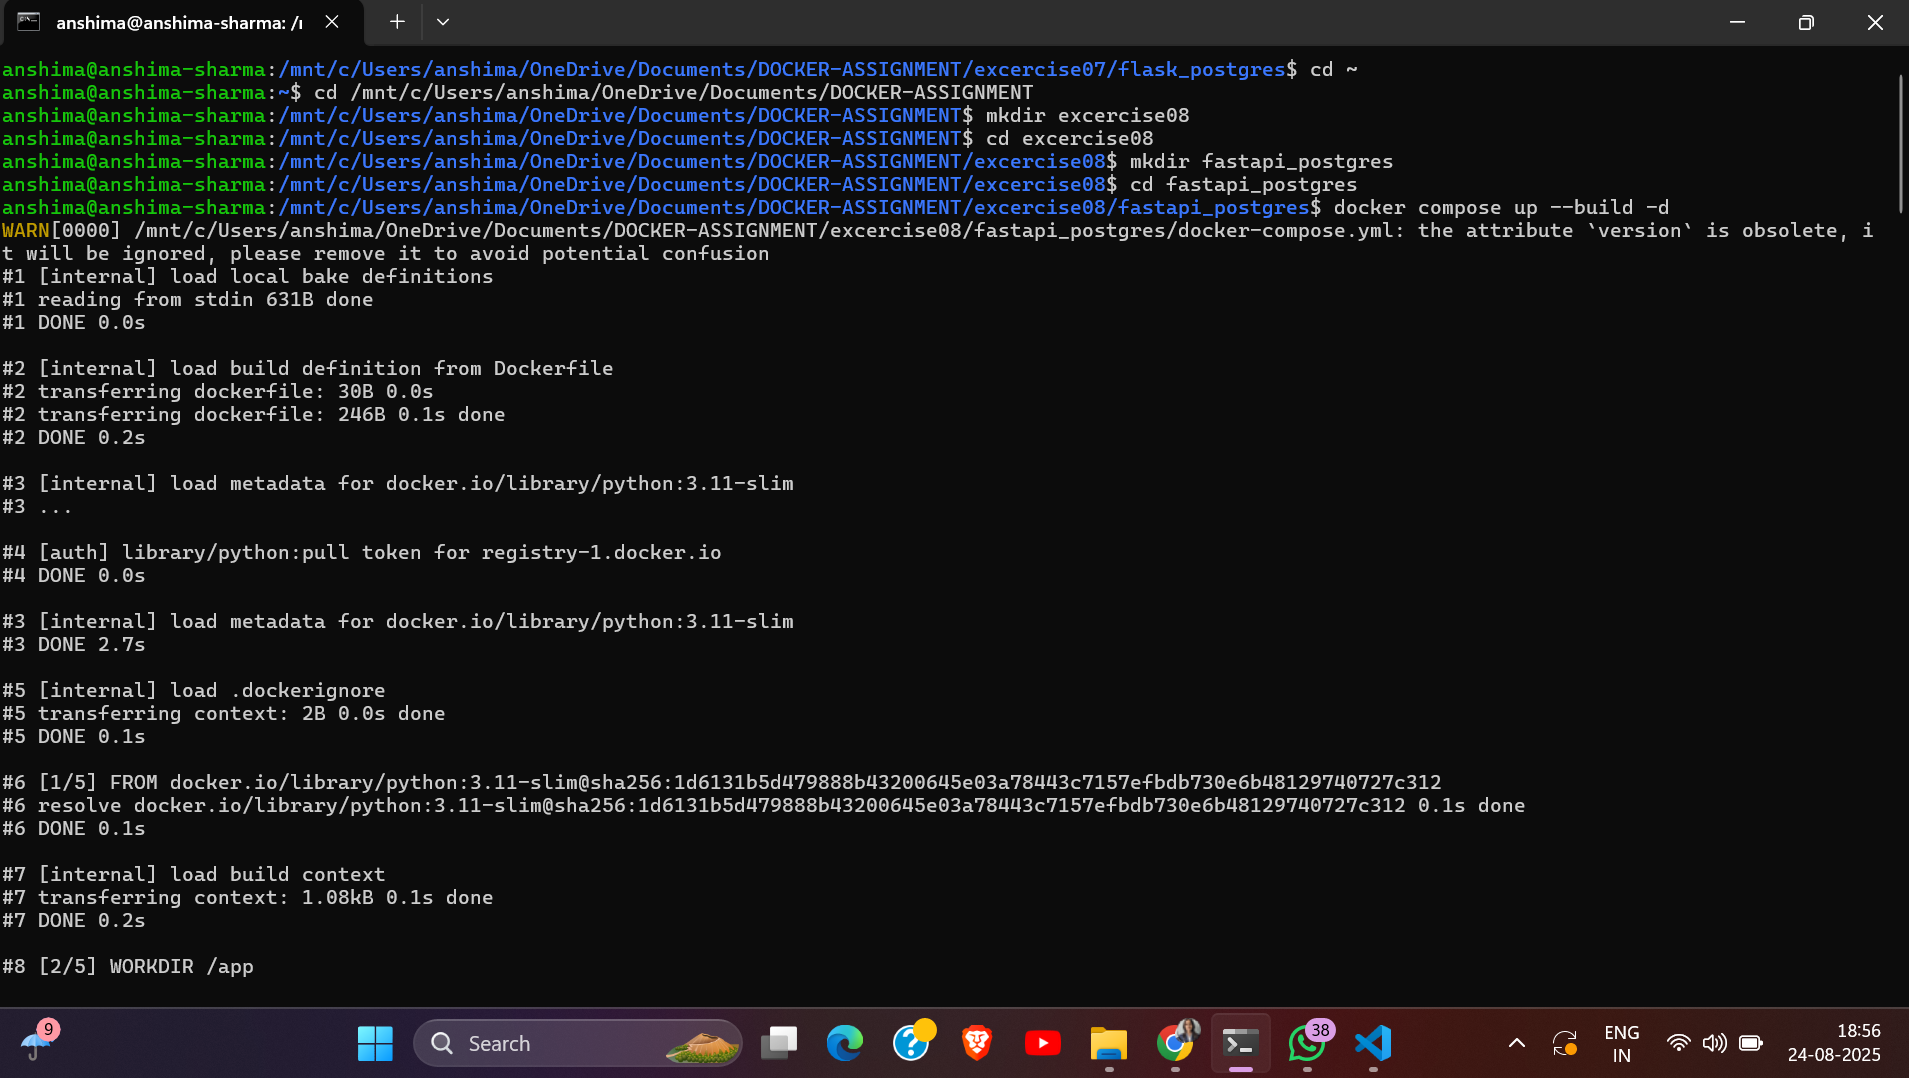 anshima@anshima-sharma: /r
anshima@anshima-sharma:/mnt/c/Users/anshima/OneDrive/Documents/DOCKER-ASSIGNMENT/excercise07/flask_postgres$ cd ~
anshima@anshima-sharma:~$ cd /mnt/c/Users/anshima/OneDrive/Documents/DOCKER-ASSIGNMENT
anshima@anshima-sharma:/mnt/c/Users/anshima/OneDrive/Documents/DOCKER-ASSIGNMENT$ mkdir excercise08
anshima@anshima-sharma:/mnt/c/Users/anshima/OneDrive/Documents/DOCKER-ASSIGNMENT$ cd excercise08
anshima@anshima-sharma:/mnt/c/Users/anshima/OneDrive/Documents/DOCKER-ASSIGNMENT/excercise08$ mkdir fastapi_postgres
anshima@anshima-sharma:/mnt/c/Users/anshima/OneDrive/Documents/DOCKER-ASSIGNMENT/excercise08$ cd fastapi_postgres
anshima@anshima-sharma:/mnt/c/Users/anshima/OneDrive/Documents/DOCKER-ASSIGNMENT/excercise08/fastapi_postgres$ docker compose up --build -d
WARN[0000] /mnt/c/Users/anshima/OneDrive/Documents/DOCKER-ASSIGNMENT/excercise08/fastapi_postgres/docker-compose.yml: the attribute `version` is obsolete, i
t will be ignored, please remove it to avoid potential confusion
#1 [internal] load local bake definitions
#1 reading from stdin 631B done
#1 DONE 0.0s
#2 [internal] load build definition from Dockerfile
#2 transferring dockerfile: 30B 0.0s
#2 transferring dockerfile: 246B 0.1s done
#2 DONE 0.2s
#3 [internal] load metadata for docker.io/library/python:3.11-slim
#3 ...
#4 [auth] library/python:pull token for registry-1.docker.io
#4 DONE 0.0s
#3 [internal] load metadata for docker.io/library/python:3.11-slim
#3 DONE 2.7s
#5 [internal] load .dockerignore
#5 transferring context: 2B 0.0s done
#5 DONE 0.1s
#6 [1/5] FROM docker.io/library/python:3.11-slim@sha256:1d6131b5d479888b43200645e03a78443c7157efbdb730e6b48129740727c312
#6 resolve docker.io/library/python:3.11-slim@sha256:1d6131b5d479888b43200645e03a78443c7157efbdb730e6b48129740727c312 0.1s done
#6 DONE 0.1s
#7 [internal] load build context
#7 transferring context: 1.08kB 0.1s done
#7 DONE 0.2s
#8 [2/5] WORKDIR /app
9
Search
38
ENG
IN
18:56
24-08-2025